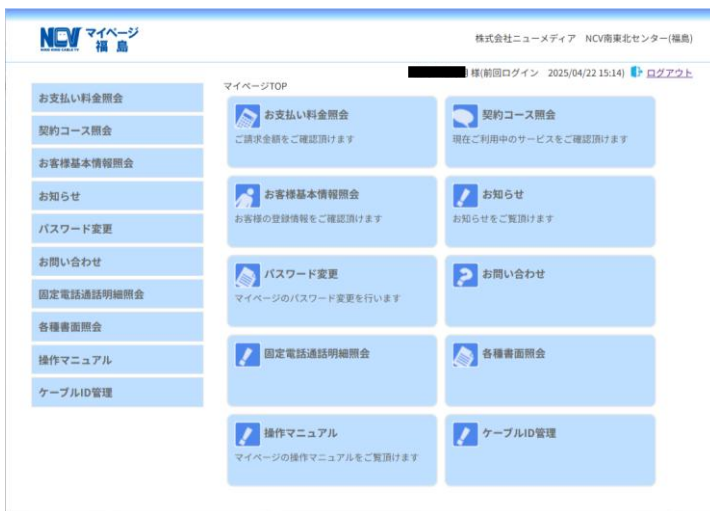 NCV マイページ
福島
株式会社ニューメディア NCV南東北センター(福島)
様(前回ログイン 2025/04/22 15:14) ログアウト
お支払い料金照会
契約コース照会
お客様基本情報照会
お知らせ
パスワード変更
お問い合わせ
固定電話通話明細照会
各種書面照会
操作マニュアル
ケーブルID管理
マイページTOP
お支払い料金照会
ご請求金額をご確認頂けます
契約コース照会
現在ご利用中のサービスをご確認頂けます
お客様基本情報照会
お客様の登録情報をご確認頂けます
お知らせ
お知らせをご覧頂けます
パスワード変更
マイページのパスワード変更を行います
お問い合わせ
固定電話通話明細照会
各種書面照会
操作マニュアル
マイページの操作マニュアルをご覧頂けます
ケーブルID管理